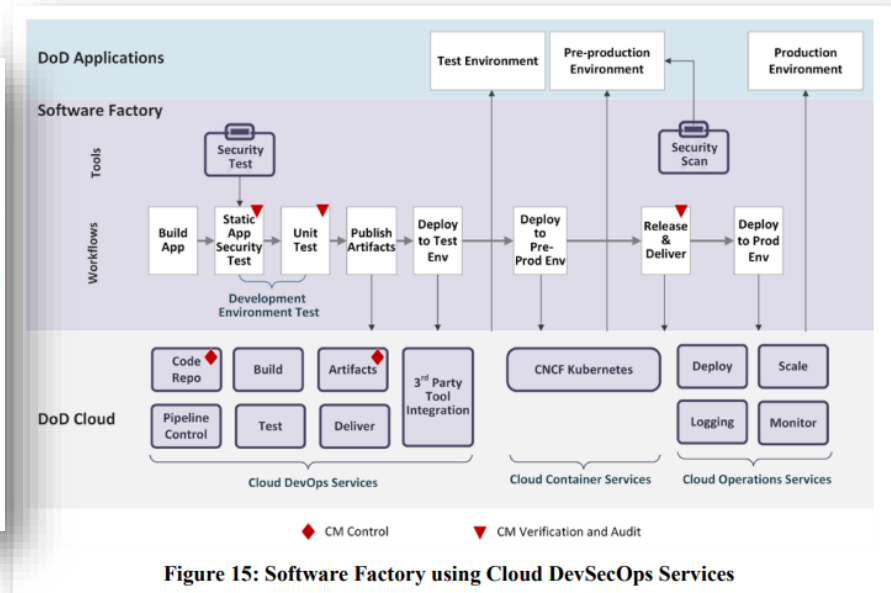 DoD Applications
Test Environment
Pre-production
Environment
Production
Environment
Software Factory
Tools
Security
Test
Security
Scan
Workflows
Build
App
Static
App
Security
Test
Unit
Test
Publish
Artifacts
Deploy
to Test
Env
Deploy
to
Pre-
Prod Env
Release
&
Deliver
Deploy
to Prod
Env
Development
Environment Test
DoD Cloud
Code
Repo
Build
Artifacts
3rd Party
Tool
Integration
CNCF Kubernetes
Deploy
Scale
Pipeline
Control
Test
Deliver
Logging
Monitor
Cloud DevOps Services
Cloud Container Services
Cloud Operations Services
CM Control
CM Verification and Audit
Figure 15: Software Factory using Cloud DevSecOps Services